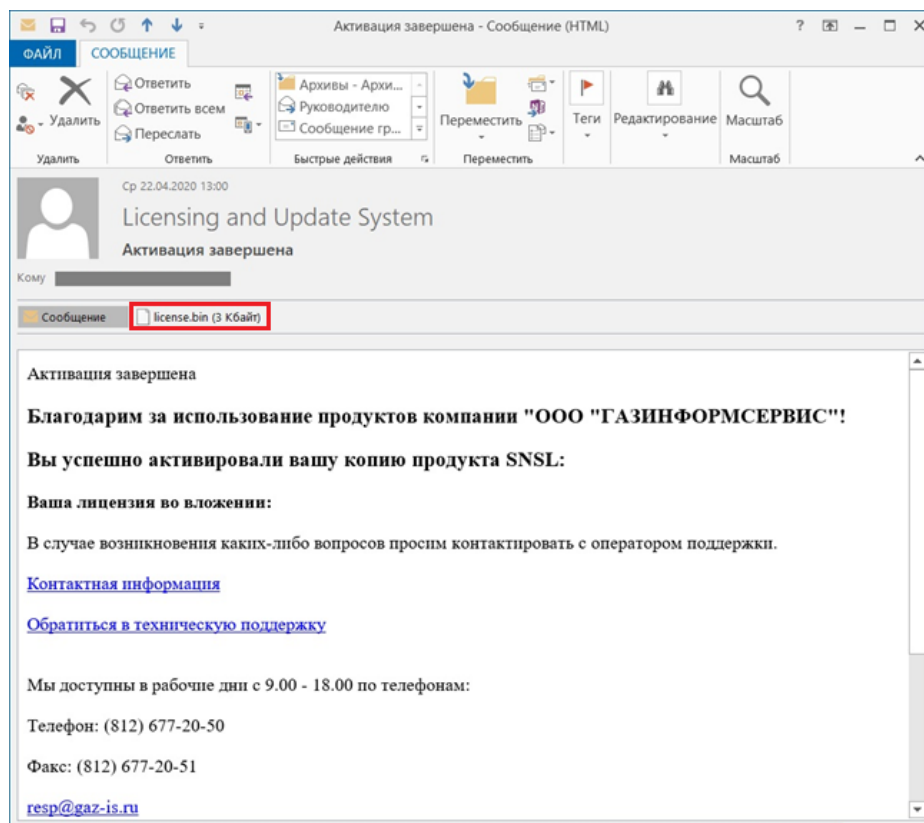 Активация завершена - Сообщение (HTML)
ФАЙЛ СООБЩЕНИЕ
Удалить
Ответить
Ответить всем
Переслать
Архивы - Архи...
Руководителю
Сообщение гр...
Переместить
Теги
Редактирование
Масштаб
Удалить Ответить Быстрые действия Переместить Масштаб
Ср 22.04.2020 13:00
Licensing and Update System
Активация завершена
Кому
Сообщение license.bin (3 Кбайт)
Активация завершена
Благодарим за использование продуктов компании "ООО "ГАЗИНФОРМСЕРВИС"!
Вы успешно активировали вашу копию продукта SNSL:
Ваша лицензия во вложении:
В случае возникновения каких-либо вопросов просим контактировать с оператором поддержки.
Контактная информация
Обратиться в техническую поддержку
Мы доступны в рабочие дни с 9.00 - 18.00 по телефонам:
Телефон: (812) 677-20-50
Факс: (812) 677-20-51
resp@gaz-is.ru